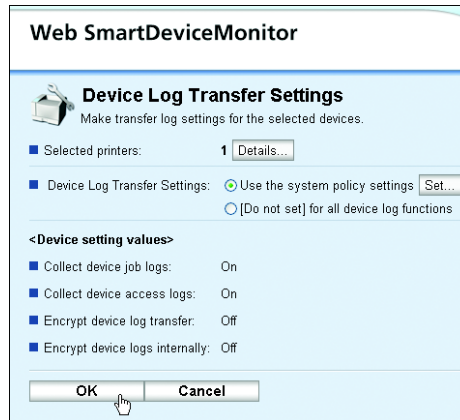 Web SmartDeviceMonitor
Device Log Transfer Settings
Make transfer log settings for the selected devices.
Selected printers: 1 Details...
Device Log Transfer Settings: Use the system policy settings Set...
[Do not set] for all device log functions
<Device setting values>
Collect device job logs: On
Collect device access logs: On
Encrypt device log transfer: Off
Encrypt device logs internally: Off
OK Cancel